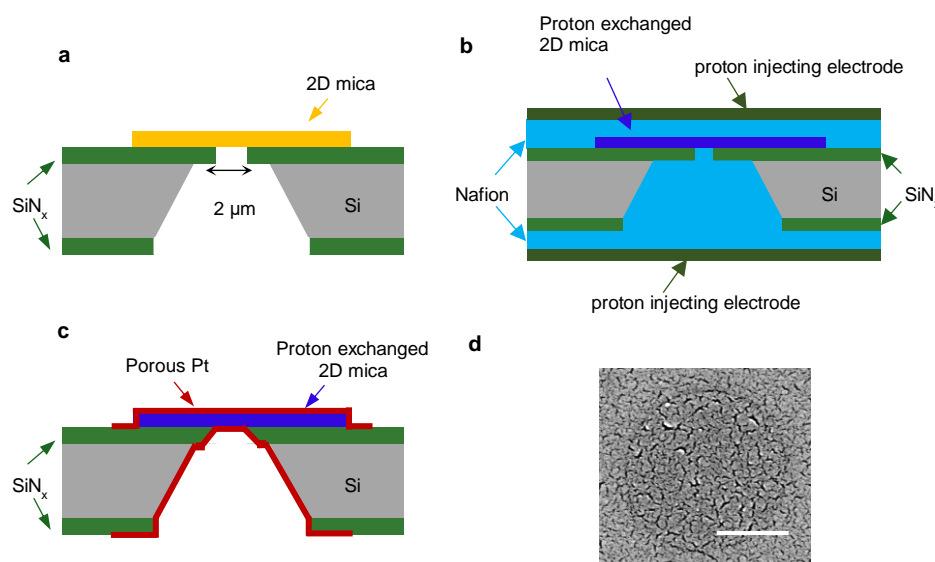 a
2D mica
SiNx
2 µm
Si
b
Proton exchanged
2D mica
proton injecting electrode
Nafion
Si
SiN
proton injecting electrode
c
Porous Pt
Proton exchanged
2D mica
SiNx
Si
d